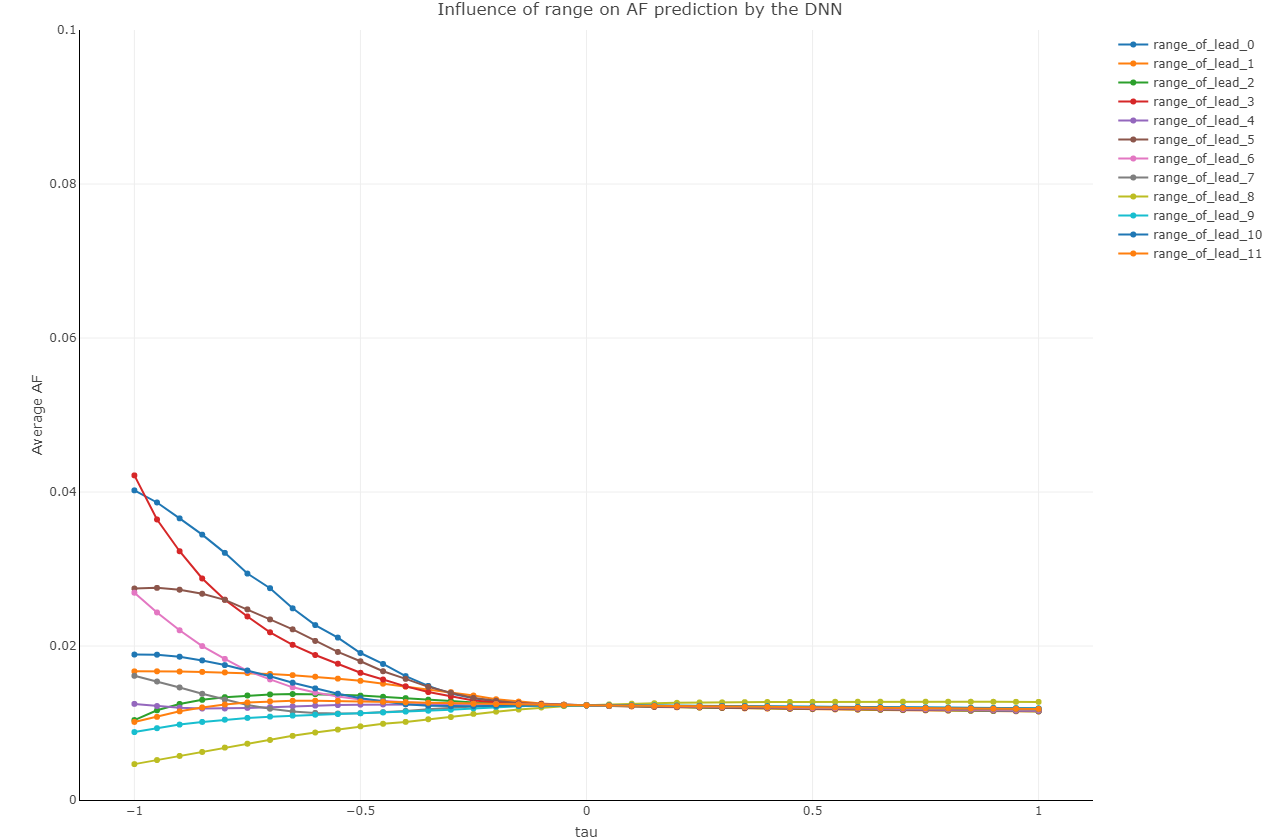 Influence of range on AF prediction by the DNN
0.1
0.08
0.06
0.04
0.02
0
Average AF
−1
−0.5
0
0.5
1
tau
range_of_lead_0
range_of_lead_1
range_of_lead_2
range_of_lead_3
range_of_lead_4
range_of_lead_5
range_of_lead_6
range_of_lead_7
range_of_lead_8
range_of_lead_9
range_of_lead_10
range_of_lead_11